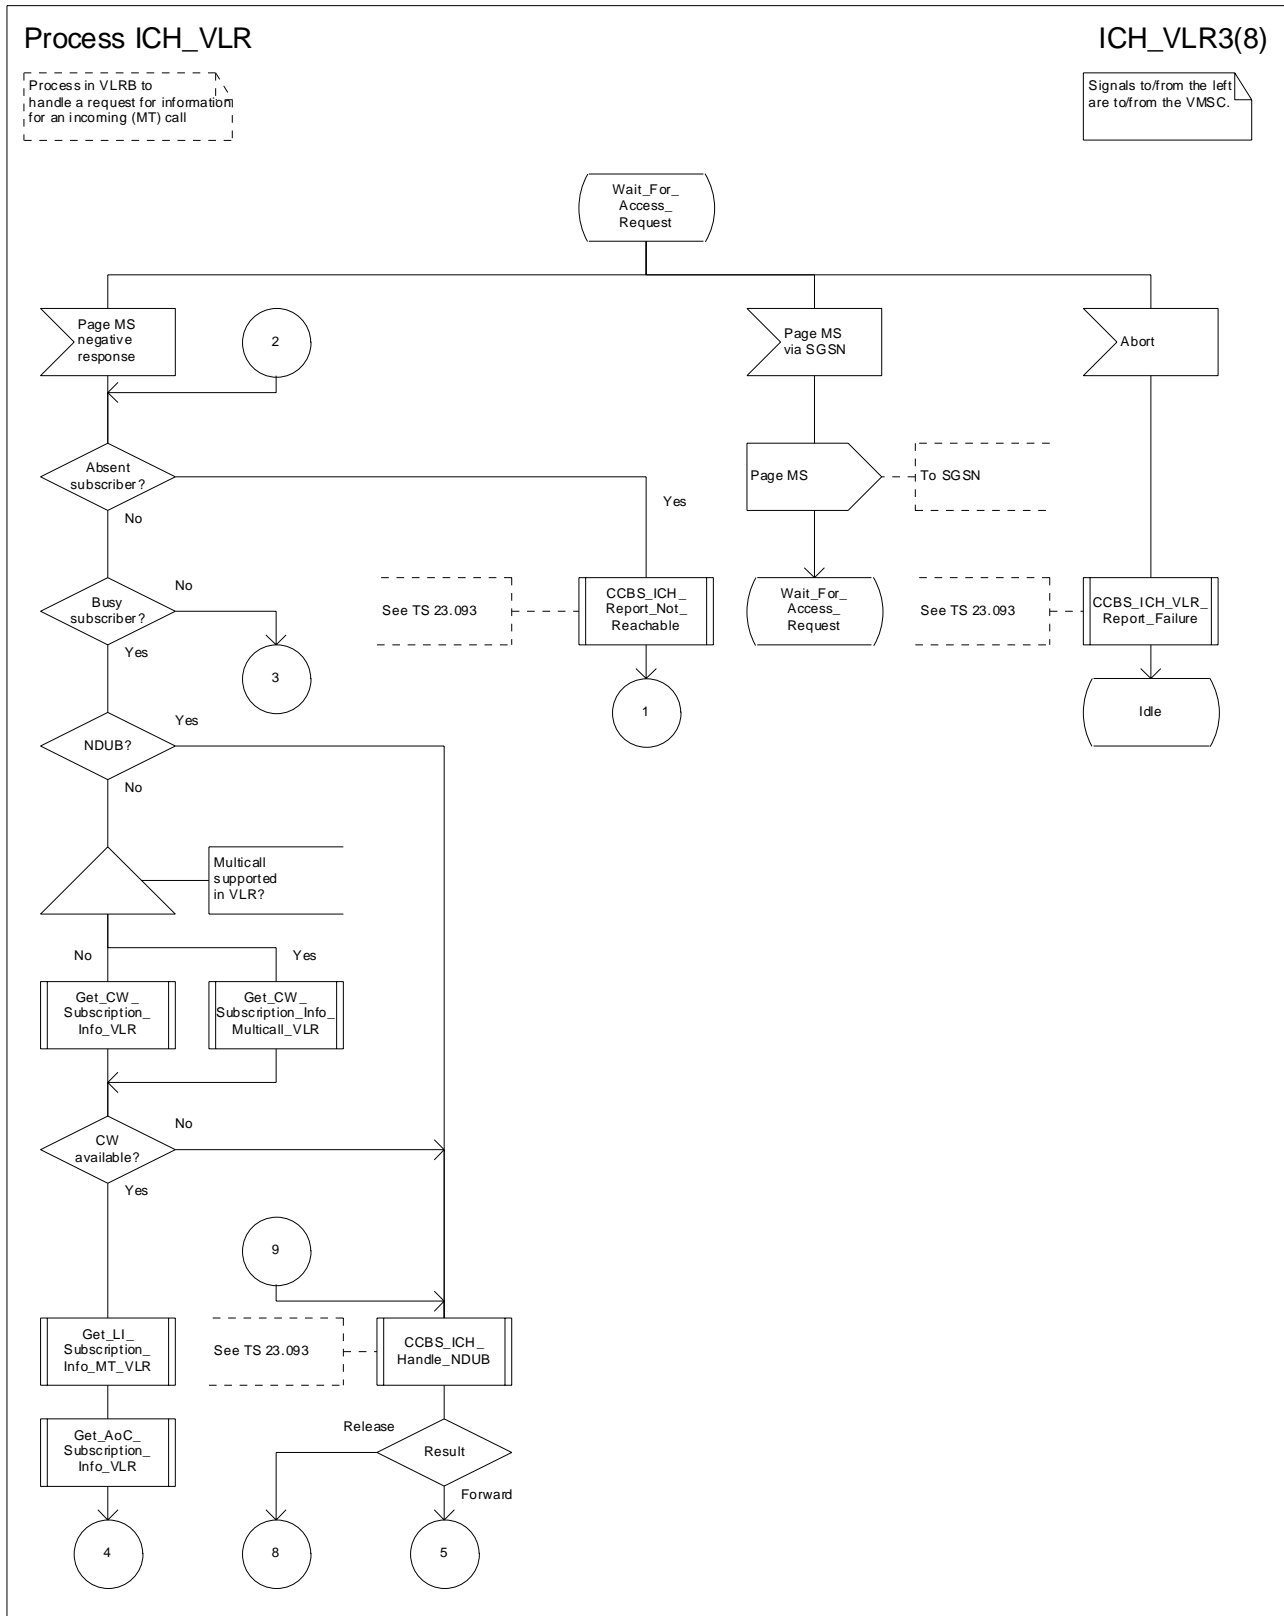 Process ICH_VLR
ICH_VLR3(8)
Process in VLRB to
handle a request for information
for an incoming (MT) call
Signals to/from the left
are to/from the VMSC.
Wait_For_
Access_
Request
Page MS
negative
response
2
Page MS
via SGSN
Abort
Absent
subscriber?
Yes
No
Page MS
To SGSN
Busy
subscriber?
No
Yes
3
See TS 23.093
CCBS_ICH_
Report_Not_
Reachable
1
Wait_For_
Access_
Request
See TS 23.093
CCBS_ICH_VLR_
Report_Failure
Idle
NDUB?
Yes
No
Multicall
supported
in VLR?
No
Yes
Get_CW_
Subscription_
Info_VLR
Get_CW_
Subscription_Info_
Multicall_VLR
CW
available?
No
Yes
9
Get_LI_
Subscription_
Info_MT_VLR
See TS 23.093
CCBS_ICH_
Handle_NDUB
Get_AoC_
Subscription_
Info_VLR
Release
Result
Forward
4
8
5